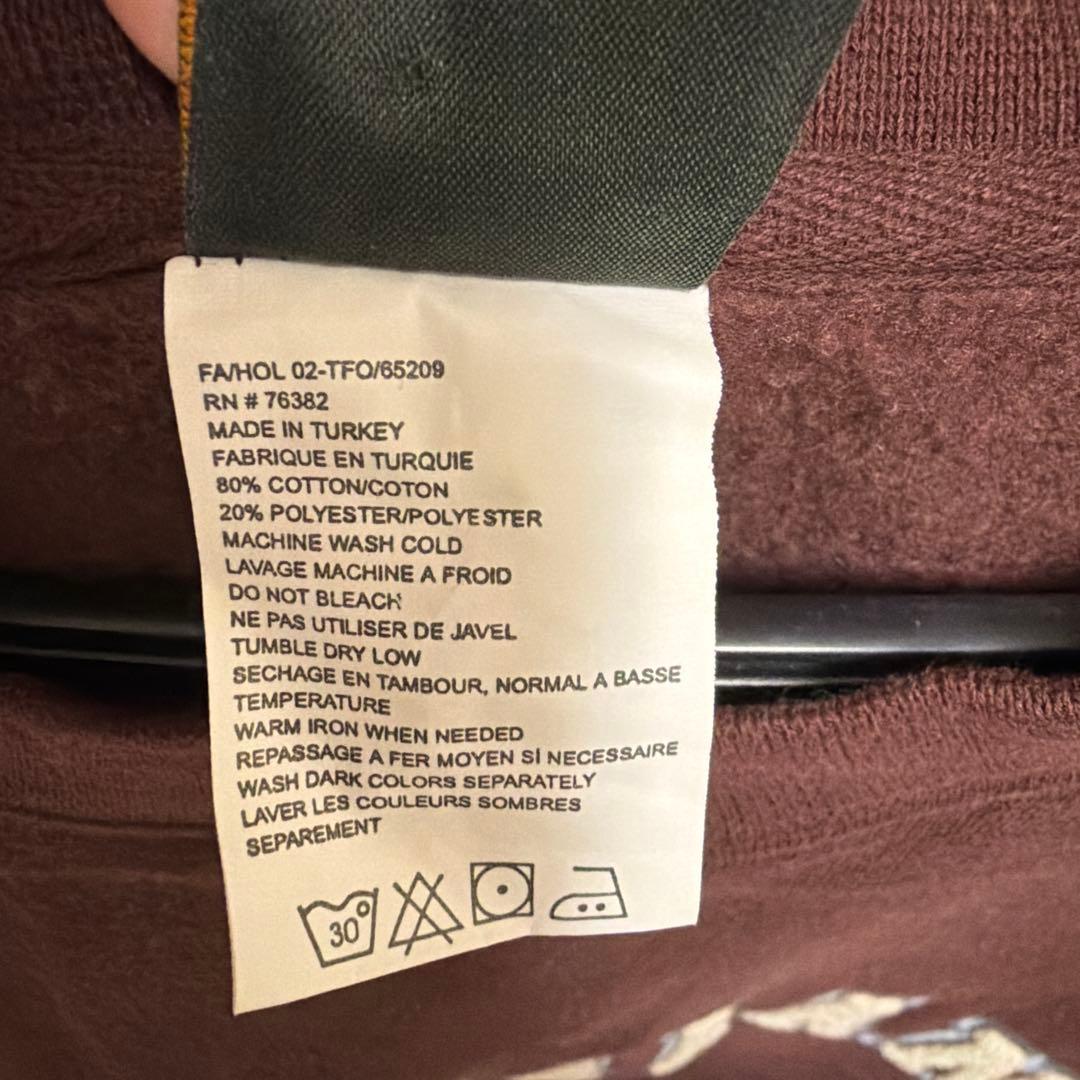 FA/HOL 02-TFO/65209
RN # 76382
MADE IN TURKEY
FABRIQUE EN TURQUIE
80% COTTON/COTON
20% POLYESTER/POLYESTER
MACHINE WASH COLD
LAVAGE MACHINE A FROID
DO NOT BLEACH
NE PAS UTILISER DE JAVEL
TUMBLE DRY LOW
SECHAGE EN TAMBOUR, NORMAL A BASSE
TEMPERATURE
WARM IRON WHEN NEEDED
REPASSAGE A FER MOYEN SI NECESSAIRE
WASH DARK COLORS SEPARATELY
LAVER LES COULEURS SOMBRES
SEPAREMENT
30°